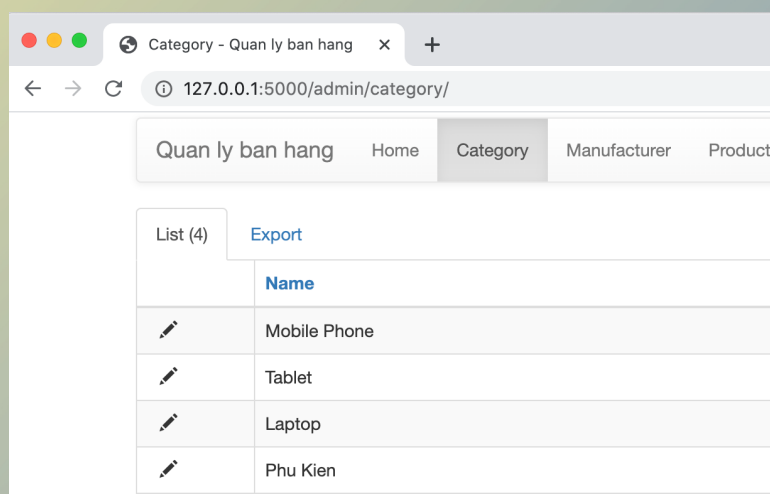 Category - Quan ly ban hang
127.0.0.1:5000/admin/category/
Quan ly ban hang Home Category Manufacturer Product
List (4) Export
Name
Mobile Phone
Tablet
Laptop
Phu Kien